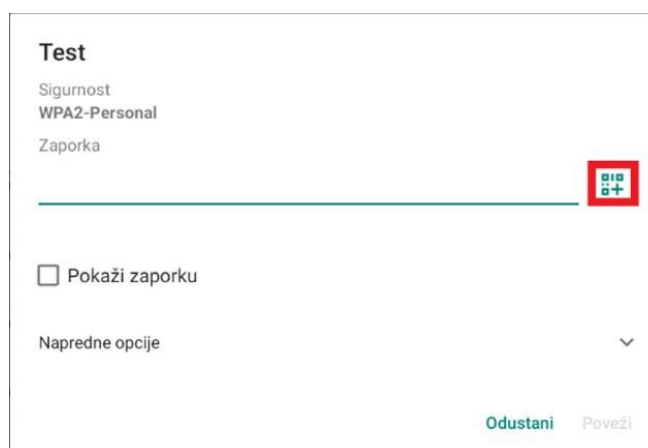 Test
Sigurnost
WPA2-Personal
Zaporka
Pokaži zaporku
Napredne opcije
Odustani Poveži